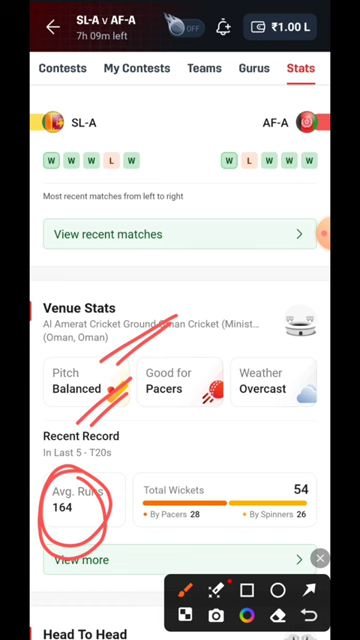 SL-A v AF-A
7h 09m left
OFF
₹1.00 L
Contests
My Contests
Teams
Gurus
Stats
SL-A
AF-A
W W W L W
W L W W W
Most recent matches from left to right
View recent matches
Venue Stats
Al Amerat Cricket Ground Oman Cricket (Minist...
(Oman, Oman)
Pitch
Balanced
Good for
Pacers
Weather
Overcast
Recent Record
In Last 5 - T20s
Avg. Runs
164
Total Wickets
54
By Pacers 28
By Spinners 26
View more
Head To Head